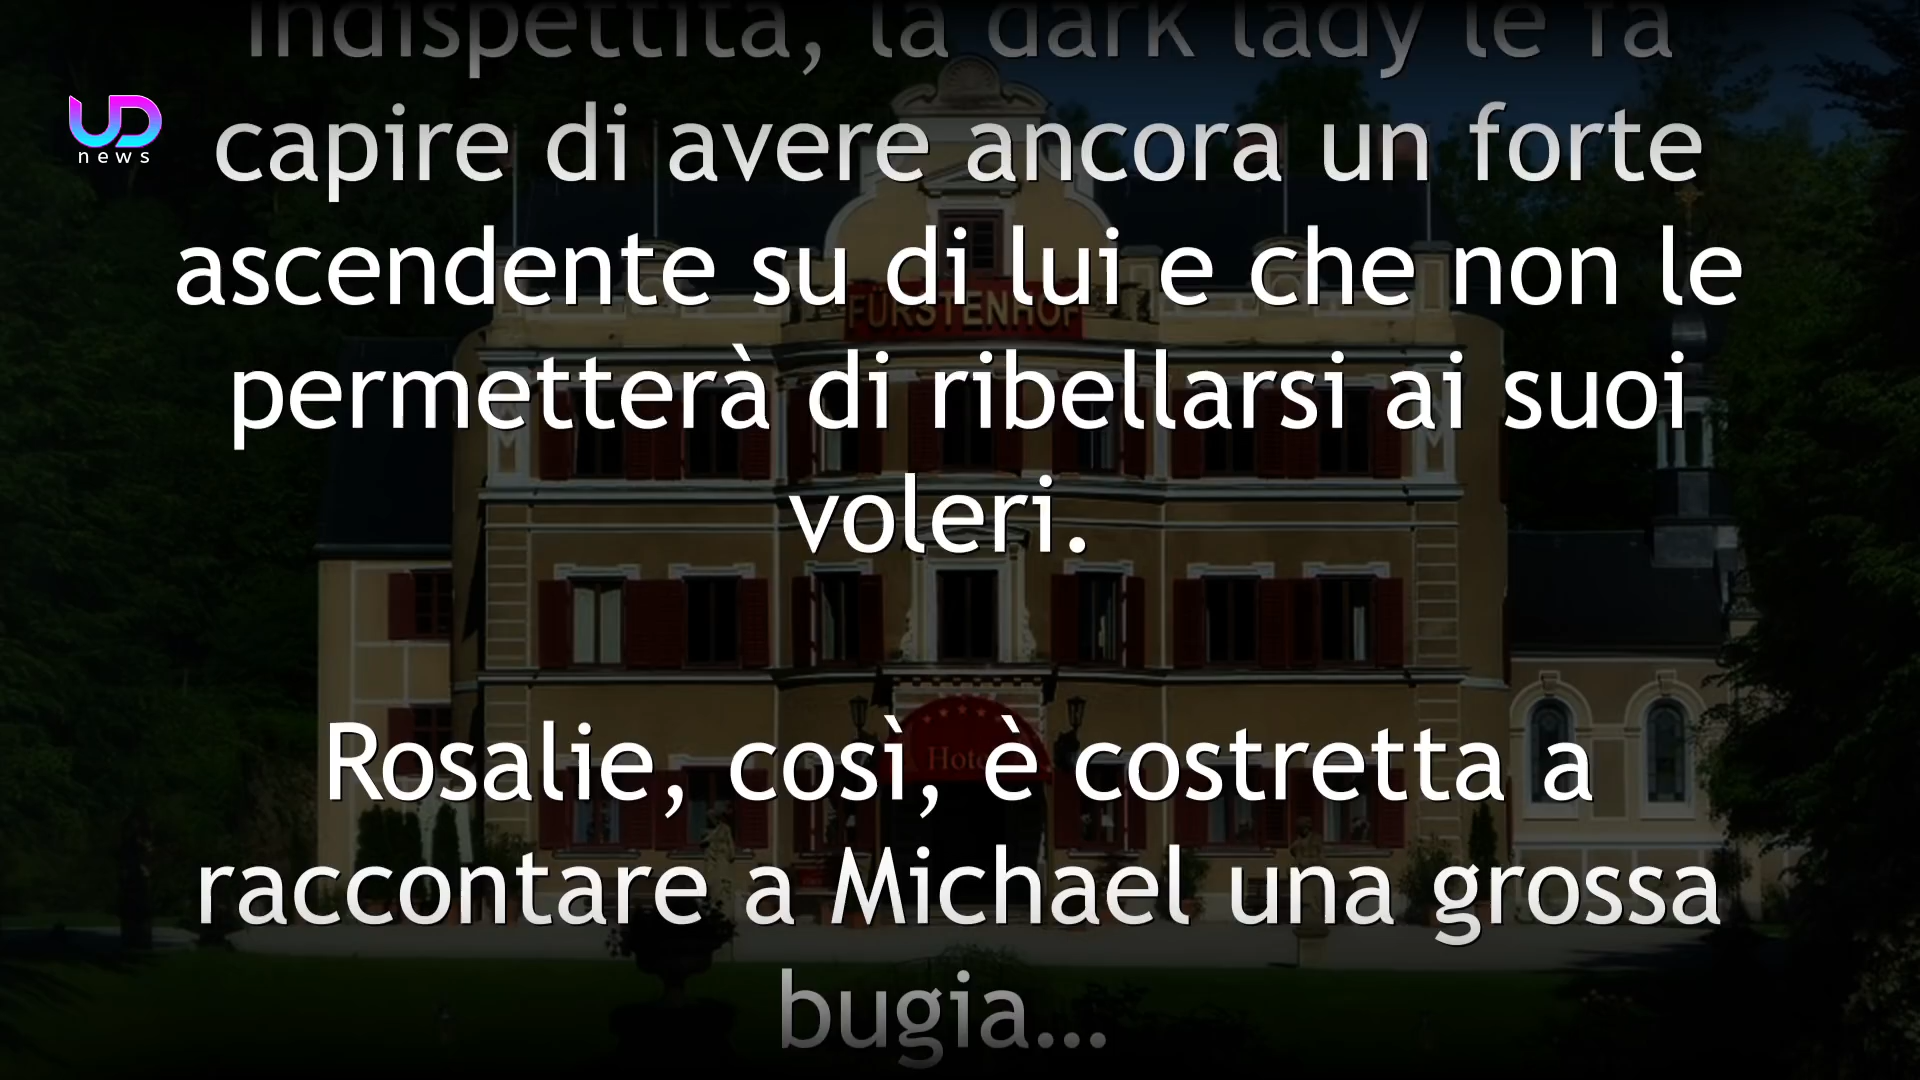 Indispettita, la dark lady le fa
UD
news
capire di avere ancora un forte
ascendente su di lui e che non le
FÜRSTENHOF
permetterà di ribellarsi ai suoi
voleri.
Rosalie, così, è costretta a
Hotel
raccontare a Michael una grossa
bugia...